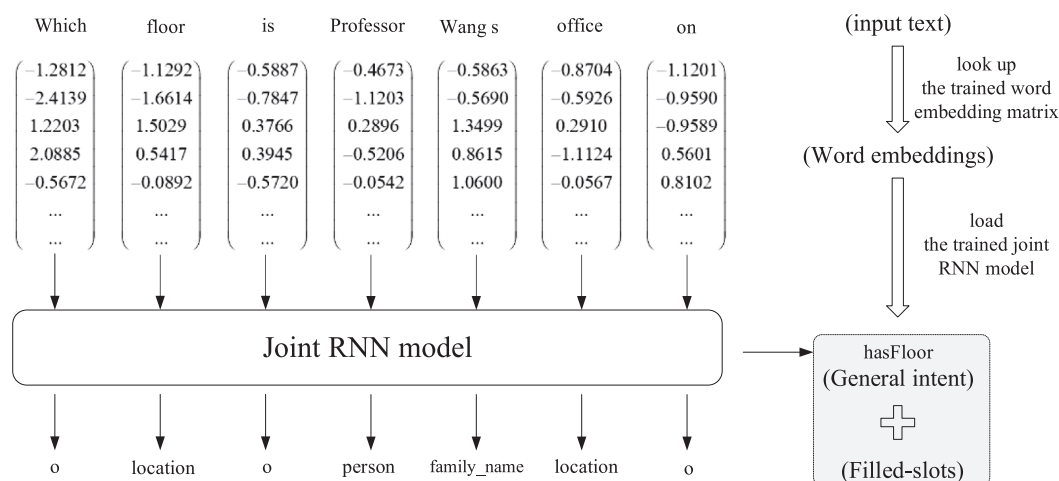 Which floor is Professor Wang s office on
(input text)
look up
the trained word
embedding matrix
−1.2812 −1.1292 −0.5887 −0.4673 −0.5863 −0.8704 −1.1201
−2.4139 −1.6614 −0.7847 −1.1203 −0.5690 −0.5926 −0.9590
1.2203 1.5029 0.3766 0.2896 1.3499 0.2910 −0.9589
2.0885 0.5417 0.3945 −0.5206 0.8615 −1.1124 0.5601
−0.5672 −0.0892 −0.5720 −0.0542 1.0600 −0.0567 0.8102
... ... ... ... ... ... ...
... ... ... ... ... ... ...
(Word embeddings)
load
the trained joint
RNN model
Joint RNN model
hasFloor
(General intent)
(Filled-slots)
o location o person family_name location o